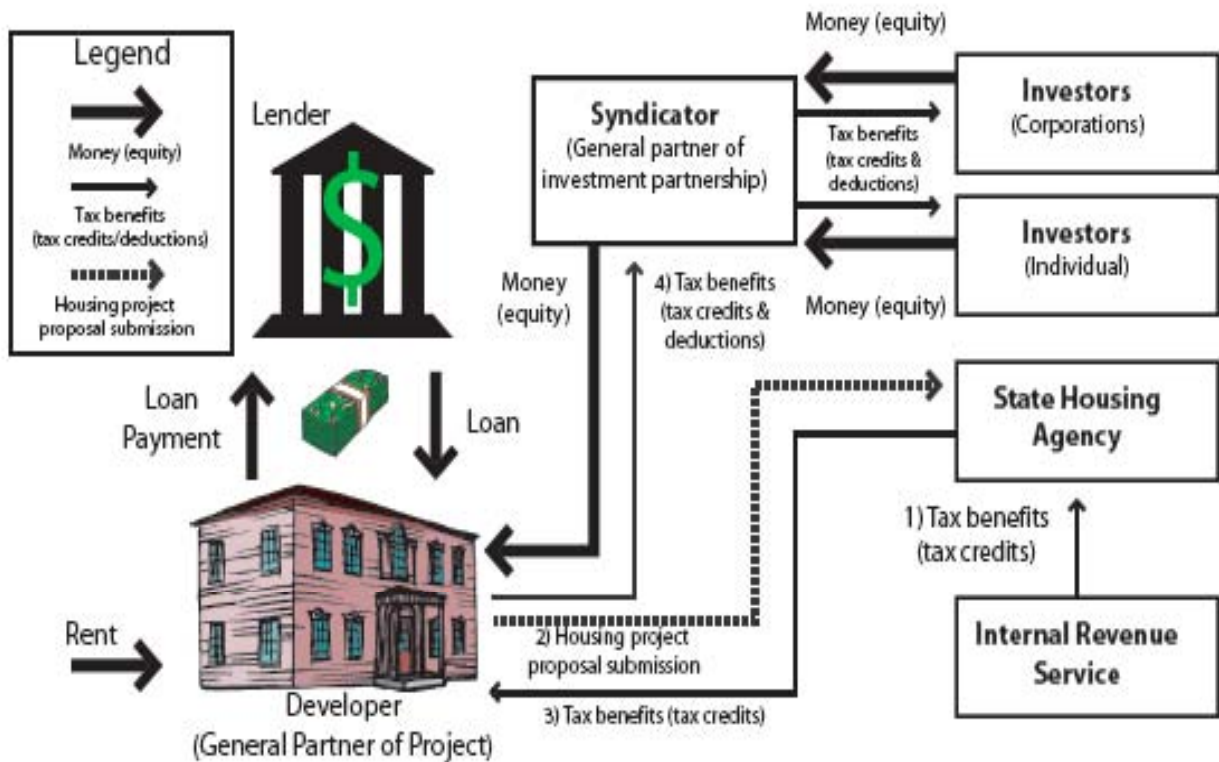 Legend
Money (equity)
Tax benefits
(tax credits/deductions)
Housing project
proposal submission
Lender
$
Loan
Payment
Loan
Rent
Developer
(General Partner of Project)
Syndicator
(General partner of
investment partnership)
Money (equity)
Investors
(Corporations)
Tax benefits
(tax credits &
deductions)
Investors
(Individual)
Money (equity)
Money
(equity)
4) Tax benefits
(tax credits &
deductions)
State Housing
Agency
1) Tax benefits
(tax credits)
Internal Revenue
Service
2) Housing project
proposal submission
3) Tax benefits (tax credits)